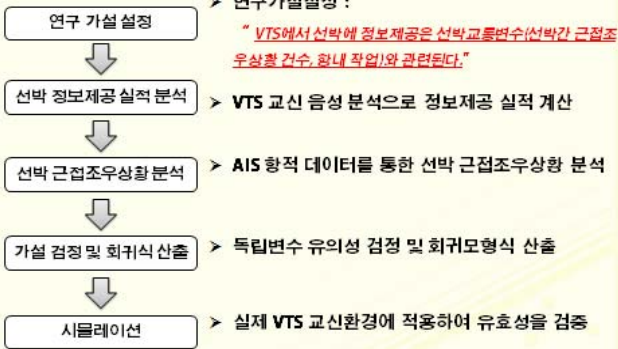 연구 가설 설정
➢ 연구가설설정 :
" VTS에서 선박에 정보제공은 선박교통변수(선박간 근접조
우상황 건수, 항내 작업)와 관련된다."
선박 정보제공 실적 분석
➢ VTS 교신 음성 분석으로 정보제공 실적 계산
선박 근접조우상황 분석
➢ AIS 항적 데이터를 통한 선박 근접조우상황 분석
가설 검정 및 회귀식 산출
➢ 독립변수 유의성 검정 및 회귀모형식 산출
시뮬레이션
➢ 실제 VTS 교신환경에 적용하여 유효성을 검증